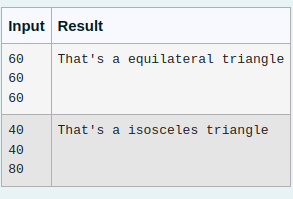 Input Result
60 That's a equilateral triangle
60
60
40 That's a isosceles triangle
40
80